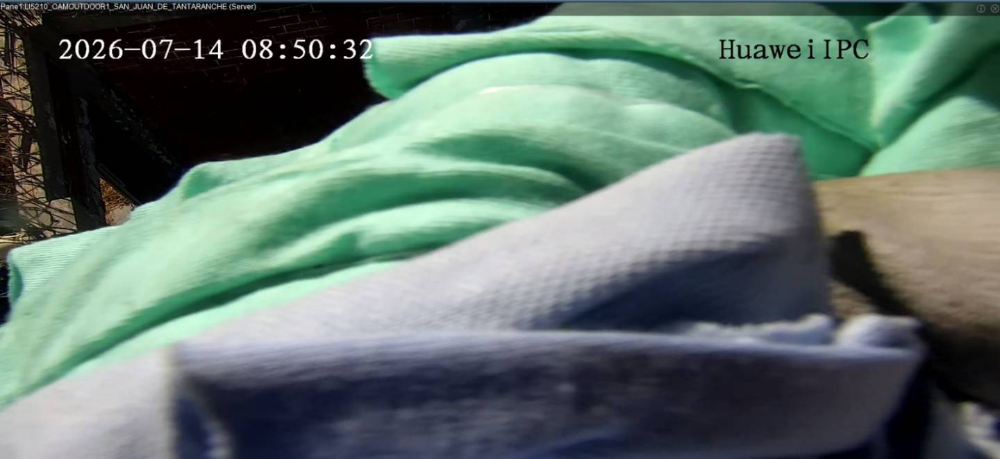 Pane1:LI5210_CAMOUTDOOR1_SAN_JUAN_DE_TANTARANCHE (Server)
2026-07-14 08:50:32
HuaweiIPC